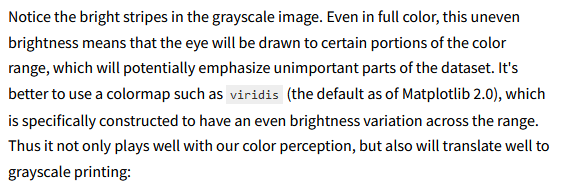 Notice the bright stripes in the grayscale image. Even in full color, this uneven
brightness means that the eye will be drawn to certain portions of the color
range, which will potentially emphasize unimportant parts of the dataset. It's
better to use a colormap such as viridis (the default as of Matplotlib 2.0), which
is specifically constructed to have an even brightness variation across the range.
Thus it not only plays well with our color perception, but also will translate well to
grayscale printing: